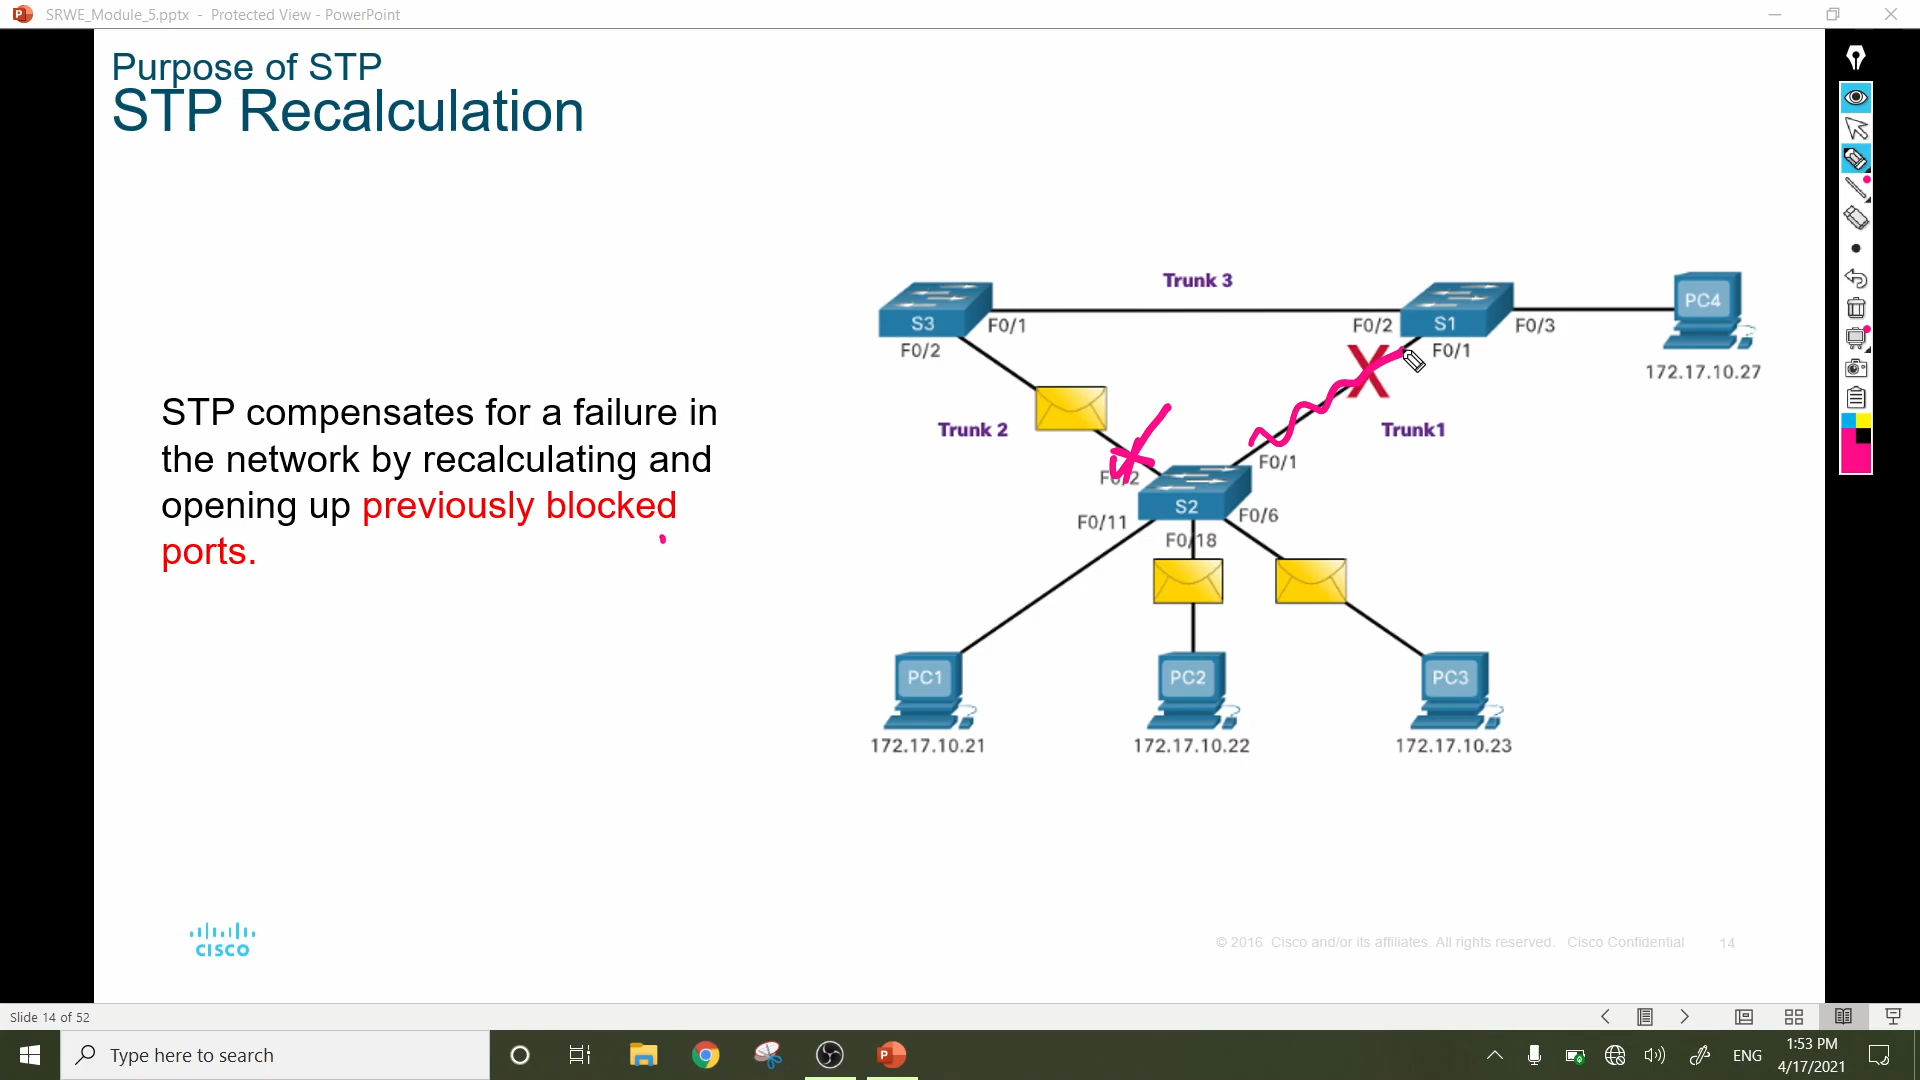 SRWE_Module_5.pptx - Protected View - PowerPoint
Purpose of STP
STP Recalculation
Trunk 3
S3
F0/1
F0/2
S1
F0/3
PC4
F0/2
F0/1
172.17.10.27
STP compensates for a failure in
the network by recalculating and
opening up previously blocked
ports.
X
Trunk 2
Trunk1
F0/1
F0/2
S2
F0/11
F0/6
F0/18
PC1
PC2
PC3
172.17.10.21
172.17.10.22
172.17.10.23
CISCO
© 2016 Cisco and/or its affiliates. All rights reserved. Cisco Confidential 14
Slide 14 of 52
Type here to search
ENG
1:53 PM
4/17/2021